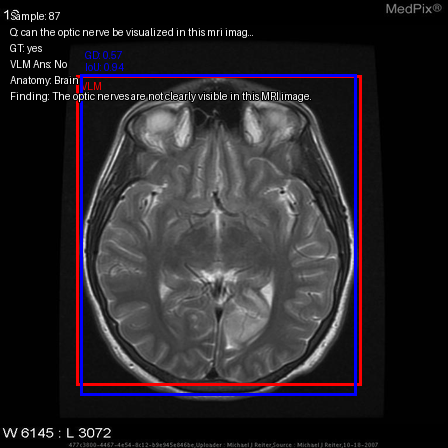 MedPix
Sample: 87
Q: can the optic nerve be visualized in this mri imag...
GT: yes
VLM Ans: No
Anatomy: Brain
VLM
Finding: The optic nerves are not clearly visible in this MRI image.
W 6145 : L 3072